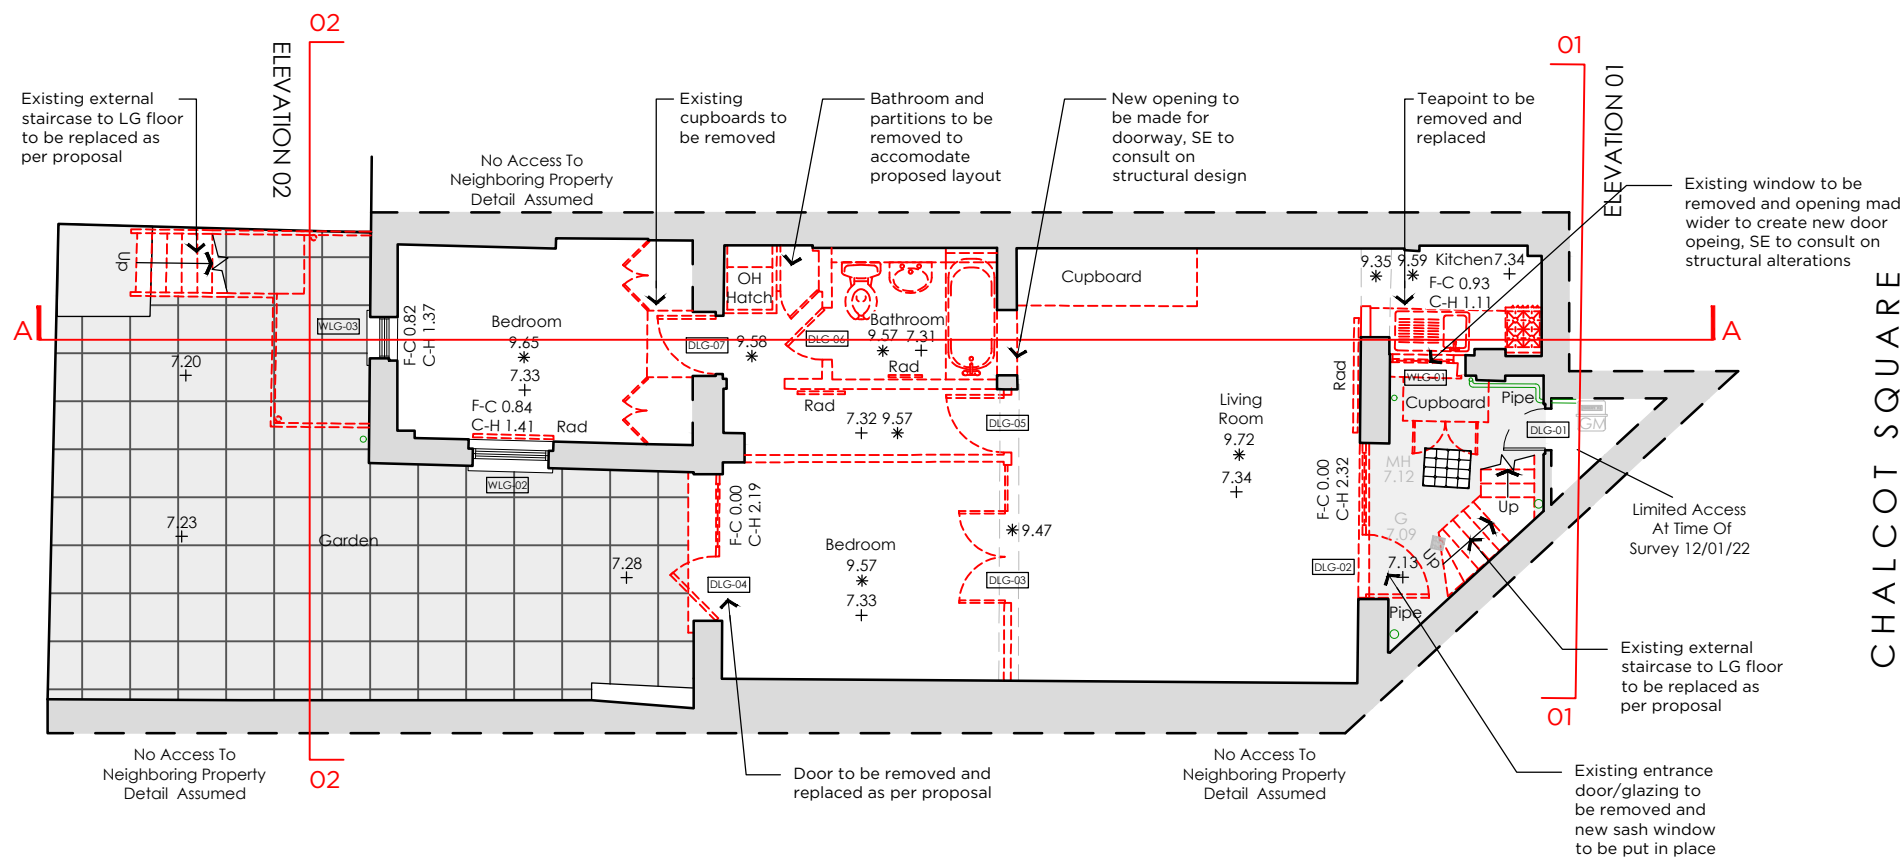 02
01
ELEVATION 02
ELEVATION 01
Existing external
staircase to LG floor
to be replaced as
per proposal
No Access To
Neighboring Property
Detail Assumed
Existing
cupboards to
be removed
Bathroom and
partitions to be
removed to
accomodate
proposed layout
New opening to
be made for
doorway, SE to
consult on
structural design
Teapoint to be
removed and
replaced
Existing window to be
removed and opening mad
wider to create new door
opeing, SE to consult on
structural alterations
CHALCOT SQUARE
A
A
Up
WLG-03
F-C 0.82
C-H 1.37
Bedroom
9.65
7.33
F-C 0.84
C-H 1.41
Rad
WLG-02
DLG-07
OH
Hatch
9.58
DLG-06
Bathroom
9.57
7.31
Rad
Rad
7.32
9.57
DLG-05
Cupboard
9.35
9.59
Kitchen
7.34
F-C 0.93
C-H 1.11
Rad
WLG-01
Cupboard
Pipe
GM
DLG-01
Living
Room
9.72
7.34
F-C 0.00
C-H 2.32
MH
7.12
G
7.09
Up
Up
7.13
Pipe
DLG-02
Limited Access
At Time Of
Survey 12/01/22
7.20
7.23
Garden
7.28
F-C 0.00
C-H 2.19
DLG-04
Bedroom
9.57
7.33
9.47
DLG-03
Existing external
staircase to LG floor
to be replaced as
per proposal
01
02
No Access To
Neighboring Property
Detail Assumed
Door to be removed and
replaced as per proposal
No Access To
Neighboring Property
Detail Assumed
Existing entrance
door/glazing to
be removed and
new sash window
to be put in place